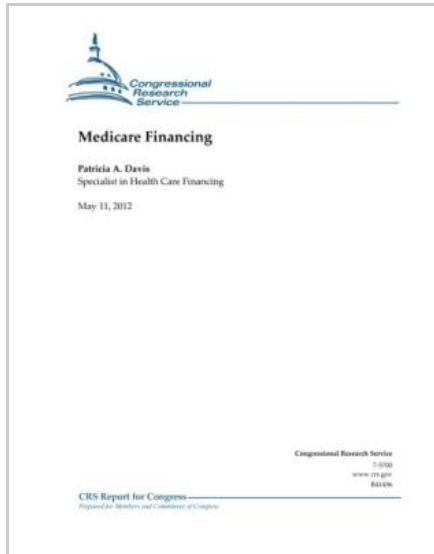 Congressional
Research
Service
Medicare Financing
Patricia A. Davis
Specialist in Health Care Financing
May 11, 2012
Congressional Research Service
7-5700
www.crs.gov
R41436
CRS Report for Congress
Prepared for Members and Committees of Congress